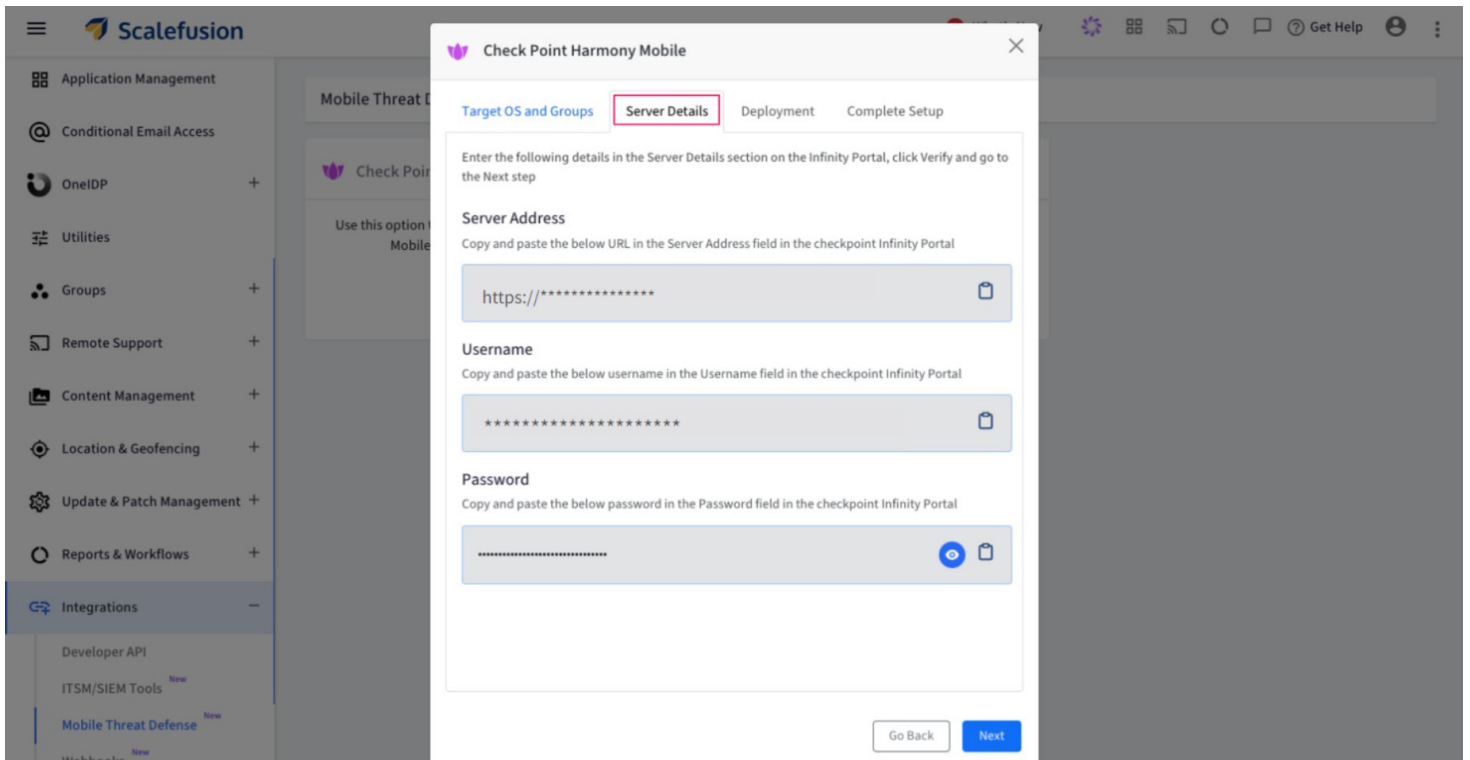 Scalefusion
Get Help
Application Management
Conditional Email Access
OneIDP
Utilities
Groups
Remote Support
Content Management
Location & Geofencing
Update & Patch Management
Reports & Workflows
Integrations
Developer API
ITSM/SIEM Tools New
Mobile Threat Defense New
Webhooks New
Mobile Threat
Check
Use this option
Mobile
Check Point Harmony Mobile
Target OS and Groups Server Details Deployment Complete Setup
Enter the following details in the Server Details section on the Infinity Portal, click Verify and go to
the Next step
Server Address
Copy and paste the below URL in the Server Address field in the checkpoint Infinity Portal
https://***************
Username
Copy and paste the below username in the Username field in the checkpoint Infinity Portal
**********************
Password
Copy and paste the below password in the Password field in the checkpoint Infinity Portal
Go Back Next